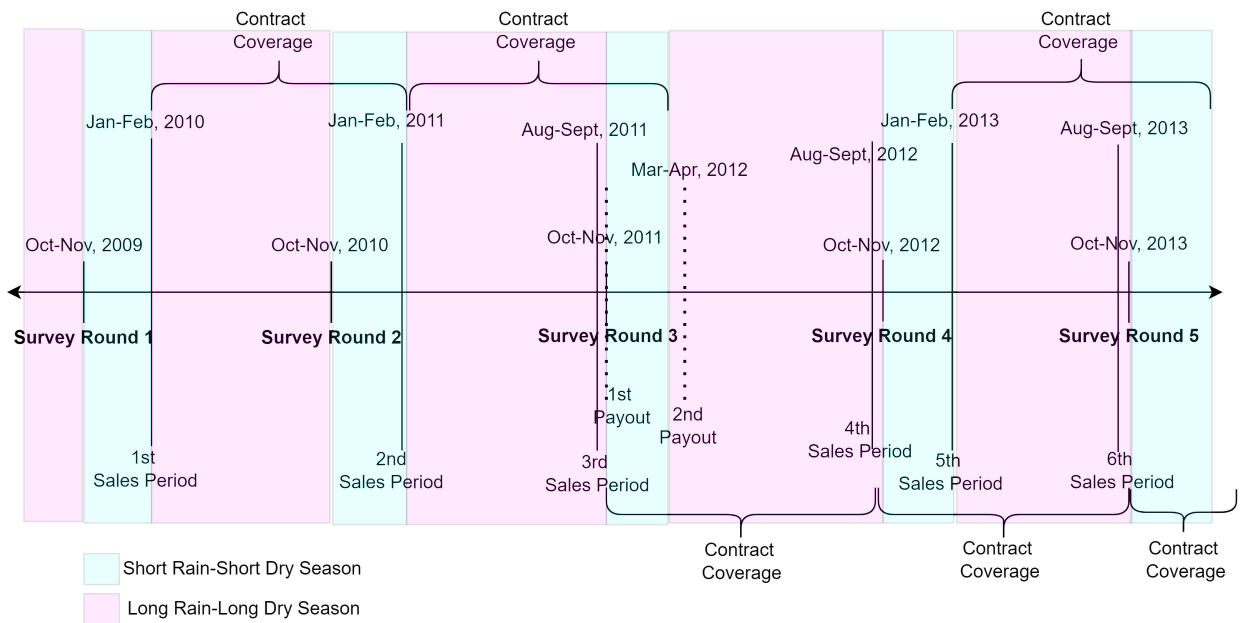 Contract
Coverage
Contract
Coverage
Contract
Coverage
Jan-Feb, 2010
Jan-Feb, 2011
Aug-Sept, 2011
Mar-Apr, 2012
Aug-Sept, 2012
Jan-Feb, 2013
Aug-Sept, 2013
Oct-Nov, 2009
Oct-Nov, 2010
Oct-Nov, 2011
Oct-Nov, 2012
Oct-Nov, 2013
Survey Round 1
Survey Round 2
Survey Round 3
Survey Round 4
Survey Round 5
1st
Payout
2nd
Payout
1st
Sales Period
2nd
Sales Period
3rd
Sales Period
4th
Sales Period
5th
Sales Period
6th
Sales Period
Contract
Coverage
Contract
Coverage
Contract
Coverage
Short Rain-Short Dry Season
Long Rain-Long Dry Season